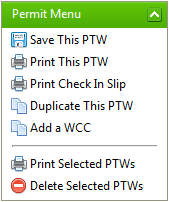 Permit Menu
Save This PTW
Print This PTW
Print Check In Slip
Duplicate This PTW
Add a WCC
Print Selected PTWs
Delete Selected PTWs